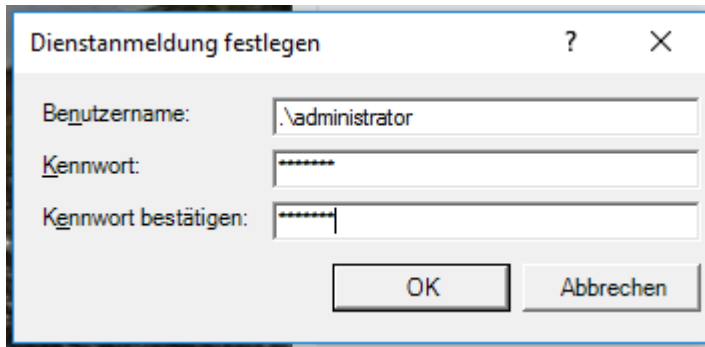 Dienstanmeldung festlegen ? X
Benutzername: .\administrator
Kennwort: *******
Kennwort bestätigen: *******
OK Abbrechen